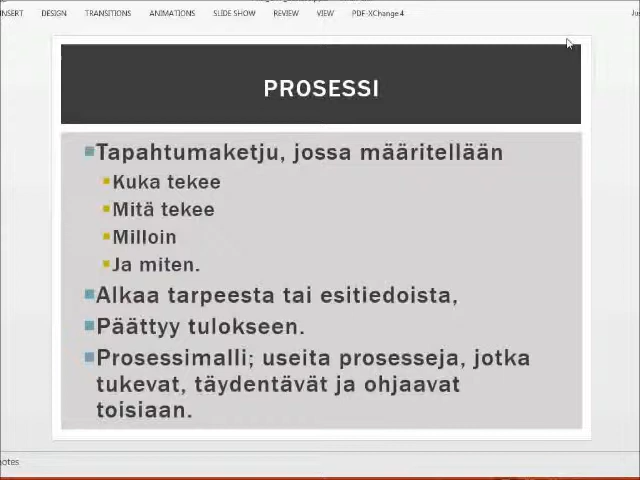 INSERT DESIGN TRANSITIONS ANIMATIONS SLIDE SHOW REVIEW VIEW PDF-XChange 4
PROSESSI
Tapahtumaketju, jossa määritellään
Kuka tekee
Mitä tekee
Milloin
Ja miten.
Alkaa tarpeesta tai esitiedoista,
Päättyy tulokseen.
Prosessimalli; useita prosesseja, jotka
tukevat, täydentävät ja ohjaavat
toisiaan.